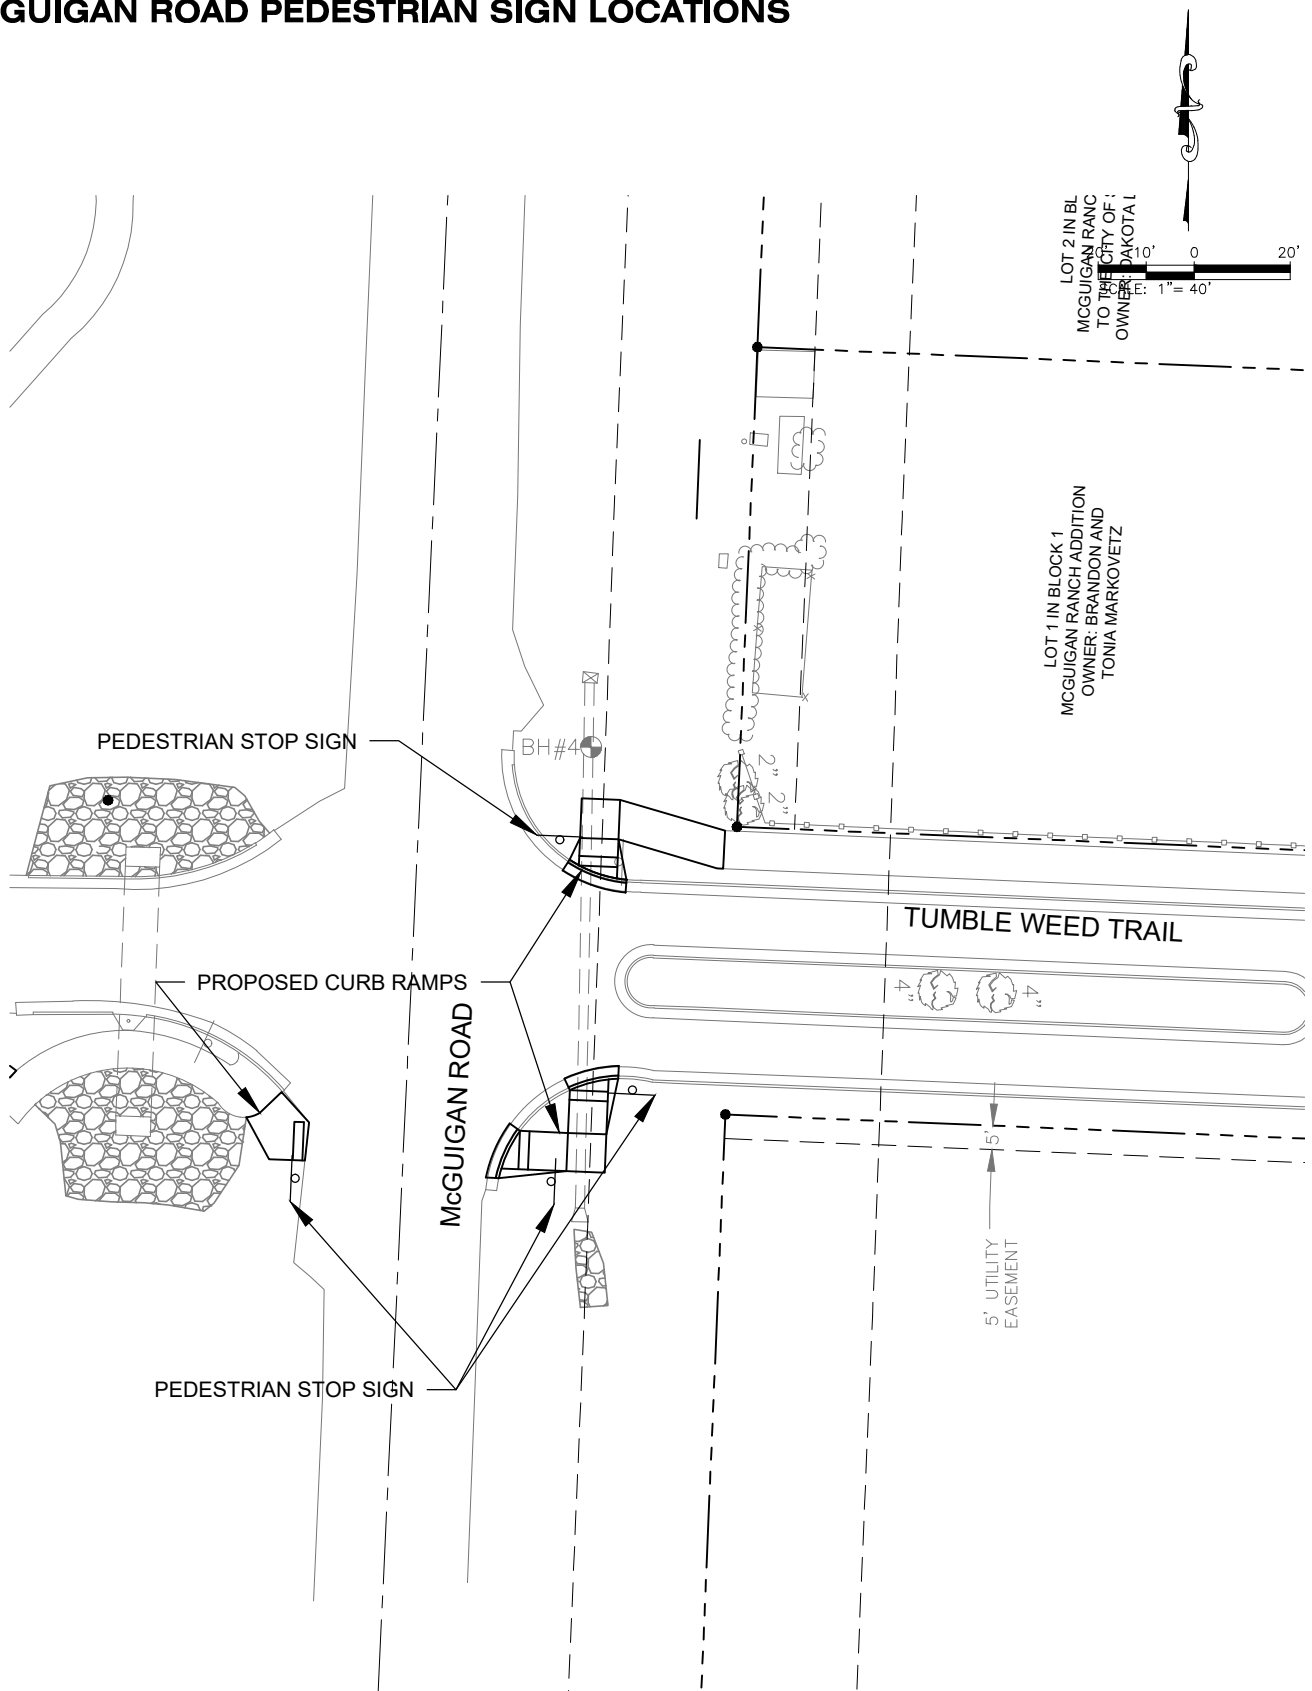 GUIGAN ROAD PEDESTRIAN SIGN LOCATIONS
LOT 2 IN BL
MCGUIGAN RANC
TO THE CITY OF
OWNER: DAKOTA L
10'
0
20'
SCALE: 1"= 40'
LOT 1 IN BLOCK 1
MCGUIGAN RANCH ADDITION
OWNER: BRANDON AND
TONIA MARKOVETZ
PEDESTRIAN STOP SIGN
BH#4
2"
2"
TUMBLE WEED TRAIL
PROPOSED CURB RAMPS
4"
4"
McGUIGAN ROAD
5'
5' UTILITY
EASEMENT
PEDESTRIAN STOP SIGN